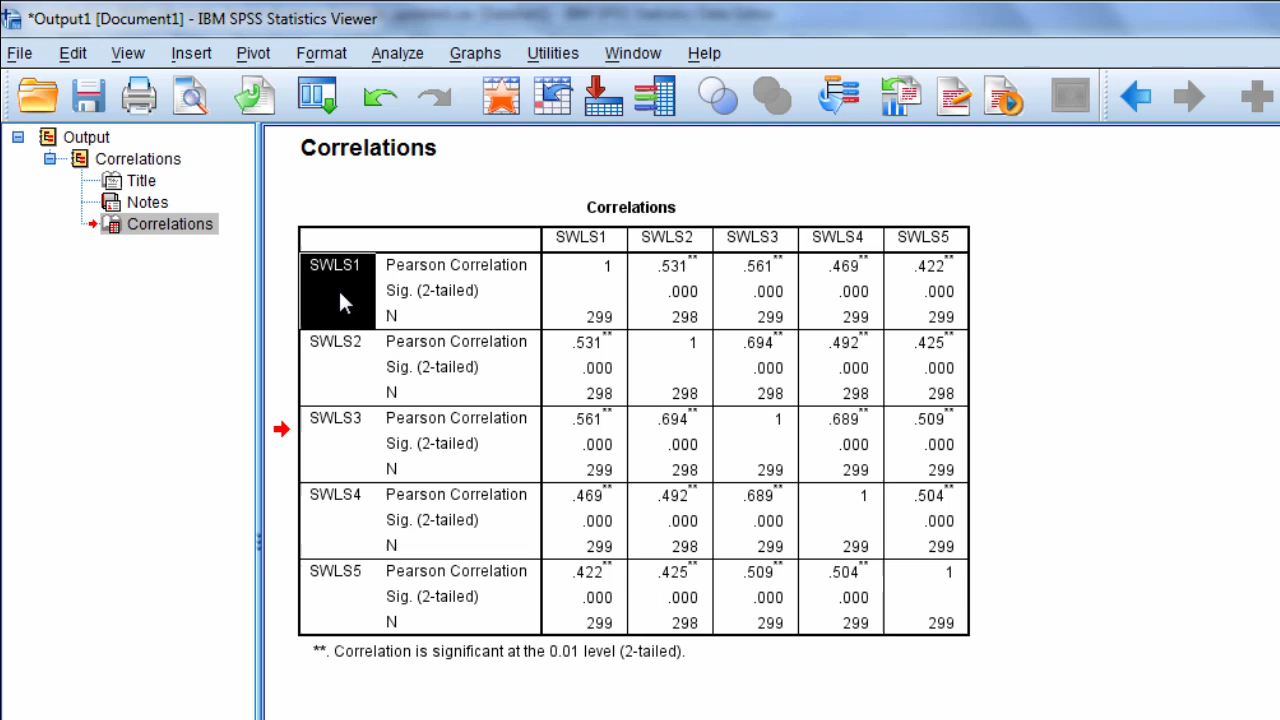 *Output1 [Document1] - IBM SPSS Statistics Viewer
File Edit View Insert Pivot Format Analyze Graphs Utilities Window Help
Output
Correlations
Title
Notes
Correlations
Correlations
Correlations
SWLS1 SWLS2 SWLS3 SWLS4 SWLS5
SWLS1 Pearson Correlation 1 .531** .561** .469** .422**
Sig. (2-tailed) .000 .000 .000 .000
N 299 298 299 299 299
SWLS2 Pearson Correlation .531** 1 .694** .492** .425**
Sig. (2-tailed) .000 .000 .000 .000
N 298 298 298 298 298
SWLS3 Pearson Correlation .561** .694** 1 .689** .509**
Sig. (2-tailed) .000 .000 .000 .000
N 299 298 299 299 299
SWLS4 Pearson Correlation .469** .492** .689** 1 .504**
Sig. (2-tailed) .000 .000 .000 .000
N 299 298 299 299 299
SWLS5 Pearson Correlation .422** .425** .509** .504** 1
Sig. (2-tailed) .000 .000 .000 .000
N 299 298 299 299 299
**. Correlation is significant at the 0.01 level (2-tailed).